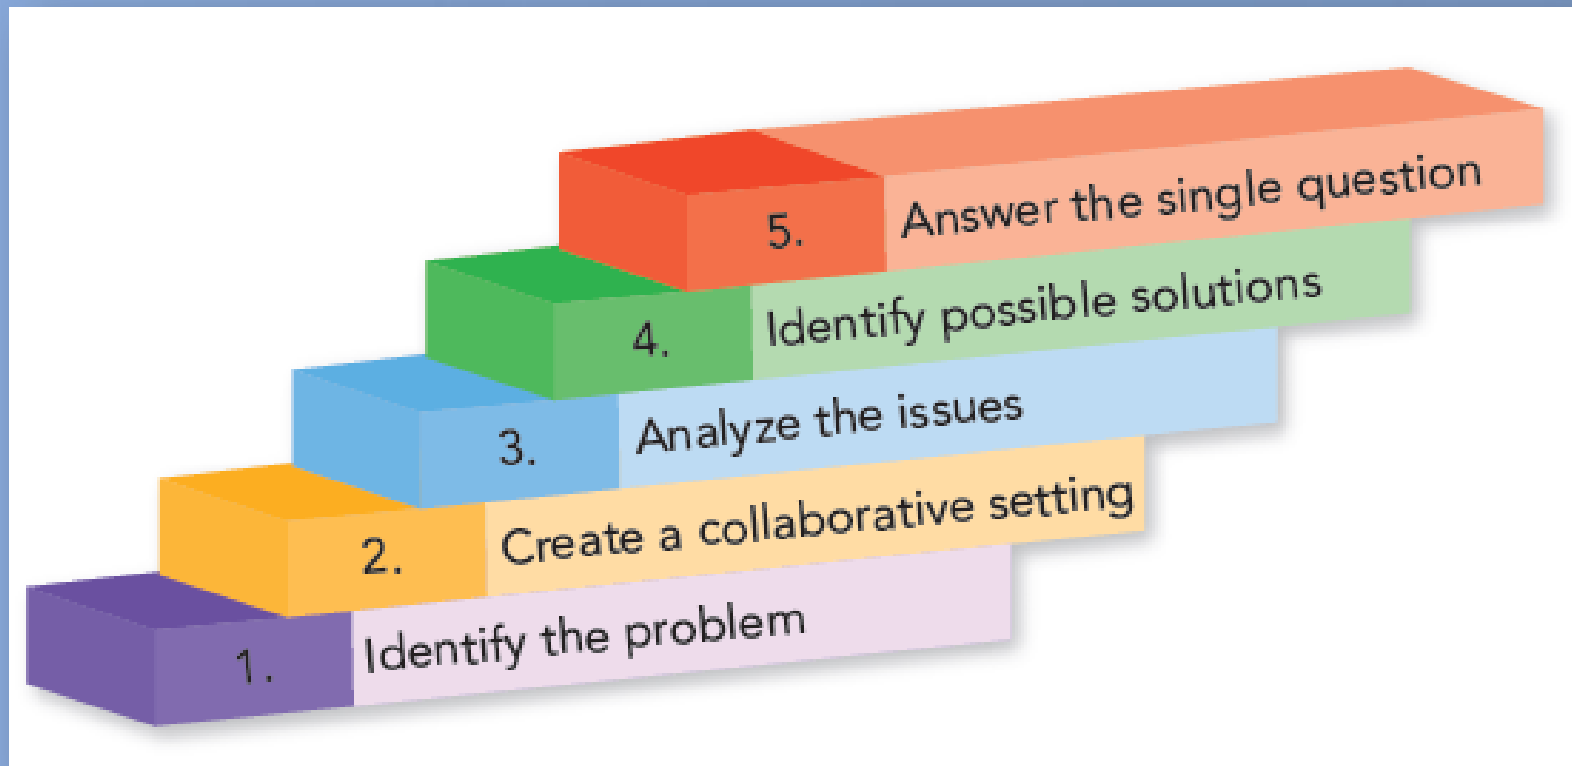 5. Answer the single question
4. Identify possible solutions
3. Analyze the issues
2. Create a collaborative setting
1. Identify the problem